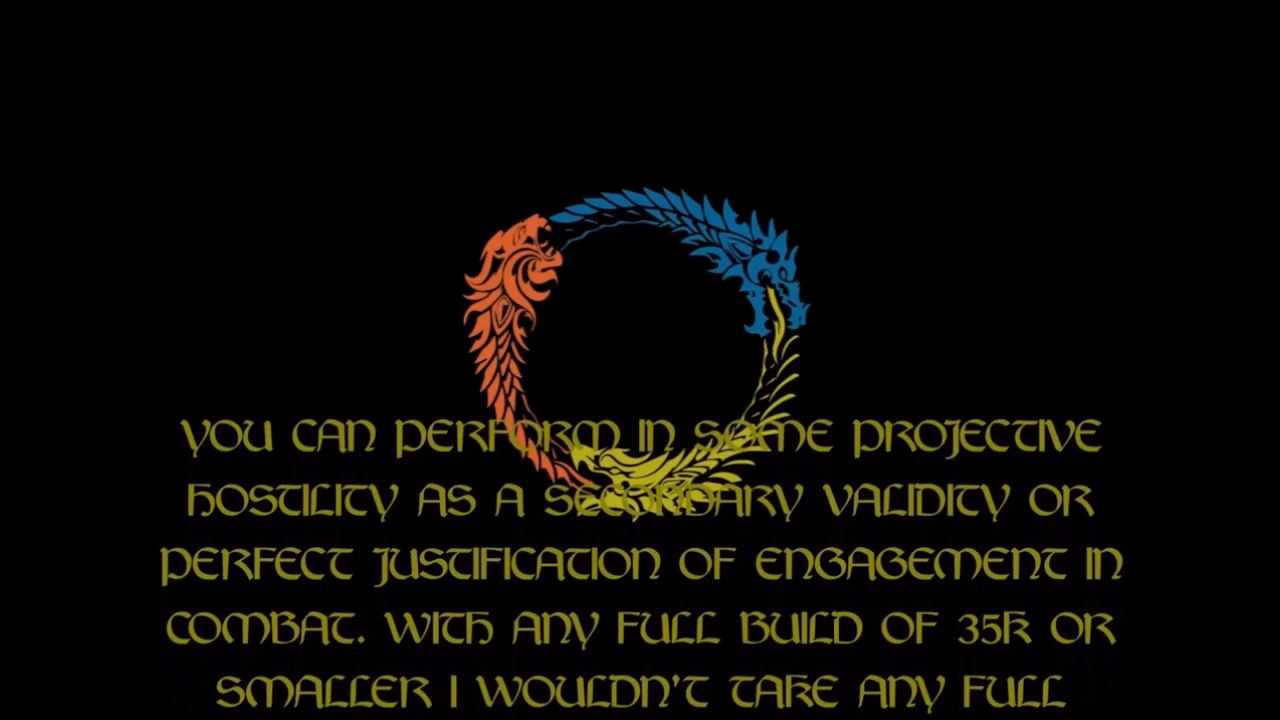 YOU CAN PERFORM IN SOME PROJECTIVE
HOSTILITY AS A SECONDARY VALIDITY OR
PERFECT JUSTIFICATION OF ENGAGEMENT IN
COMBAT. WITH ANY FULL BUILD OF 35K OR
SMALLER I WOULDN'T TAKE ANY FULL